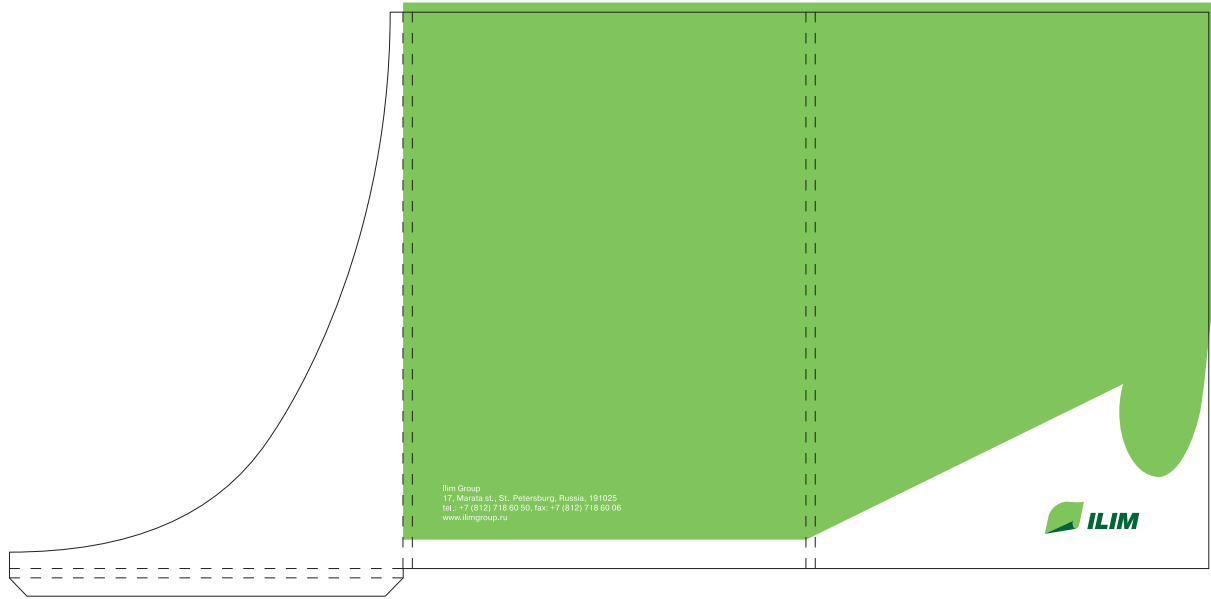 Ilim Group
17, Marata st., St. Petersburg, Russia, 191025
tel.: +7 (812) 718 60 50, fax: +7 (812) 718 60 06
www.ilimgroup.ru
ILIM